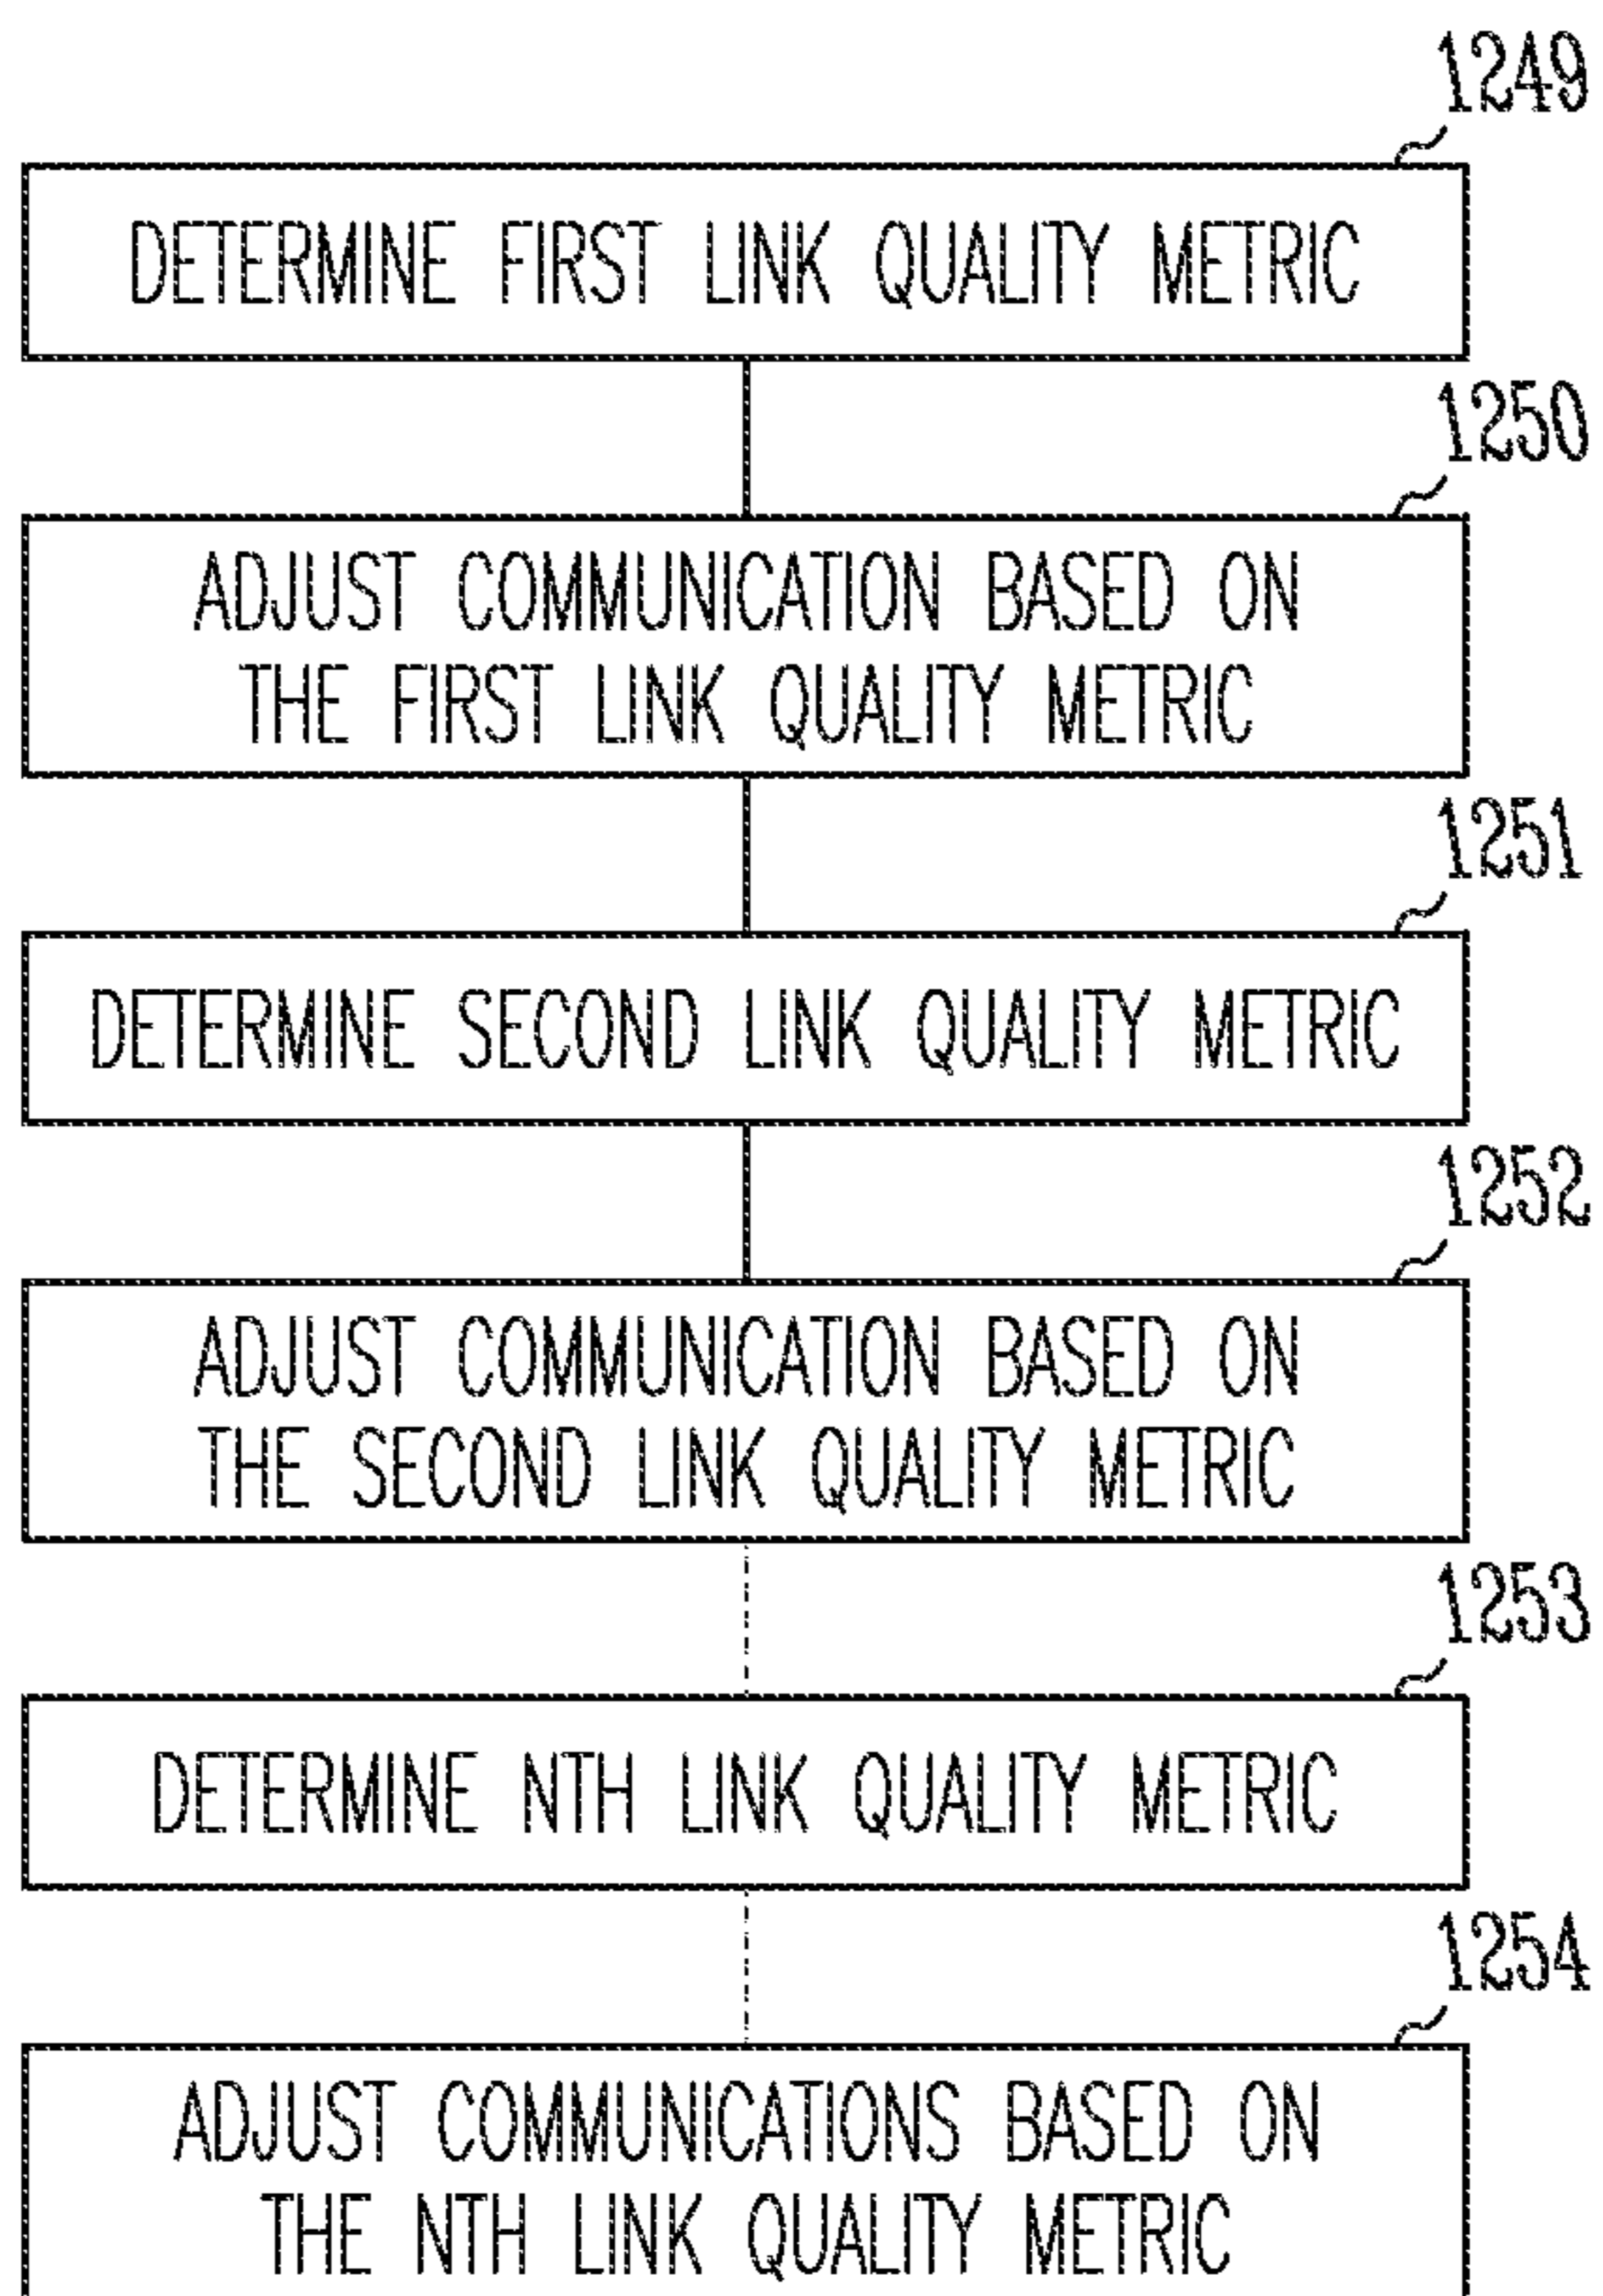 1249
DETERMINE FIRST LINK QUALITY METRIC
1250
ADJUST COMMUNICATION BASED ON
THE FIRST LINK QUALITY METRIC
1251
DETERMINE SECOND LINK QUALITY METRIC
1252
ADJUST COMMUNICATION BASED ON
THE SECOND LINK QUALITY METRIC
1253
DETERMINE NTH LINK QUALITY METRIC
1254
ADJUST COMMUNICATIONS BASED ON
THE NTH LINK QUALITY METRIC